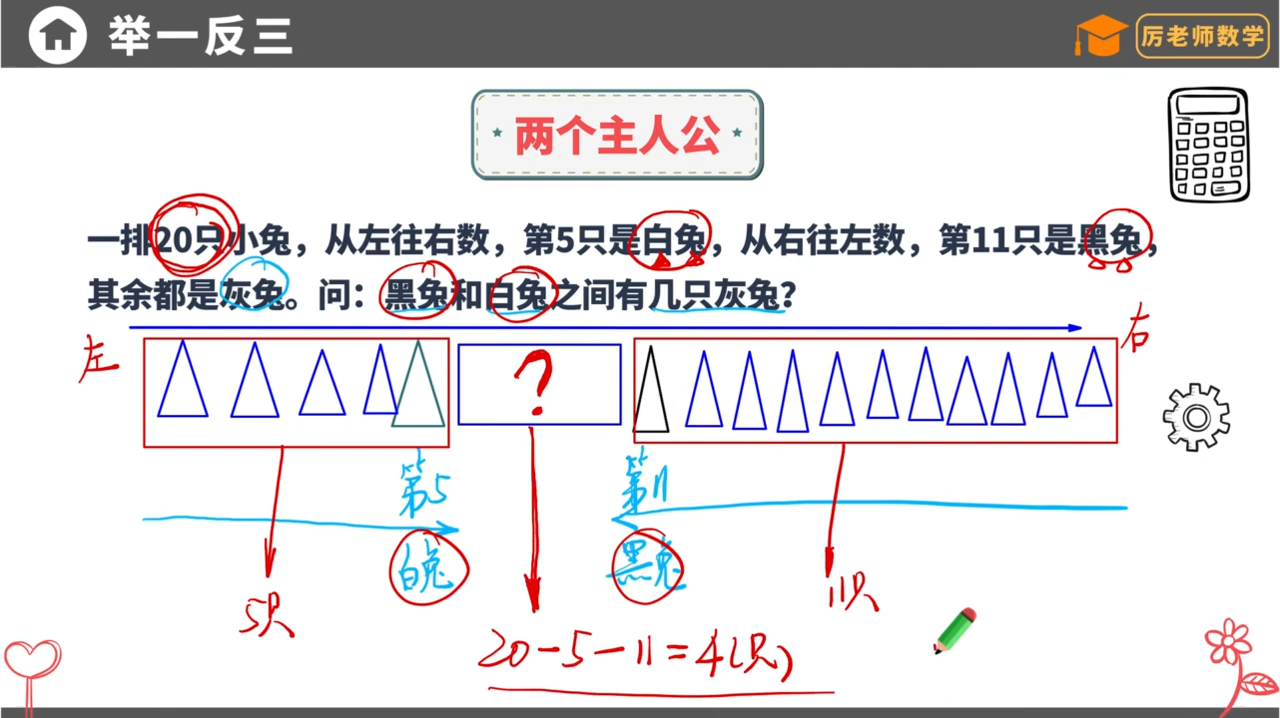 举一反三
厉老师数学
两个主人公
一排20只小兔，从左往右数，第5只是白兔，从右往左数，第11只是黑兔，
其余都是灰兔。问：黑兔和白兔之间有几只灰兔？
左
右
?
第5
第11
白兔
黑兔
5只
11只
20-5-11=4(只)